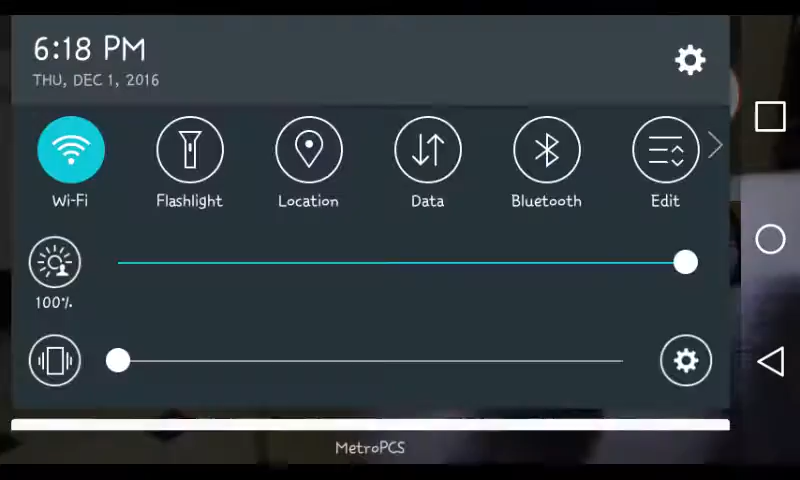 6:18 PM
THU, DEC 1, 2016
Wi-Fi Flashlight Location Data Bluetooth Edit
100%
MetroPCS